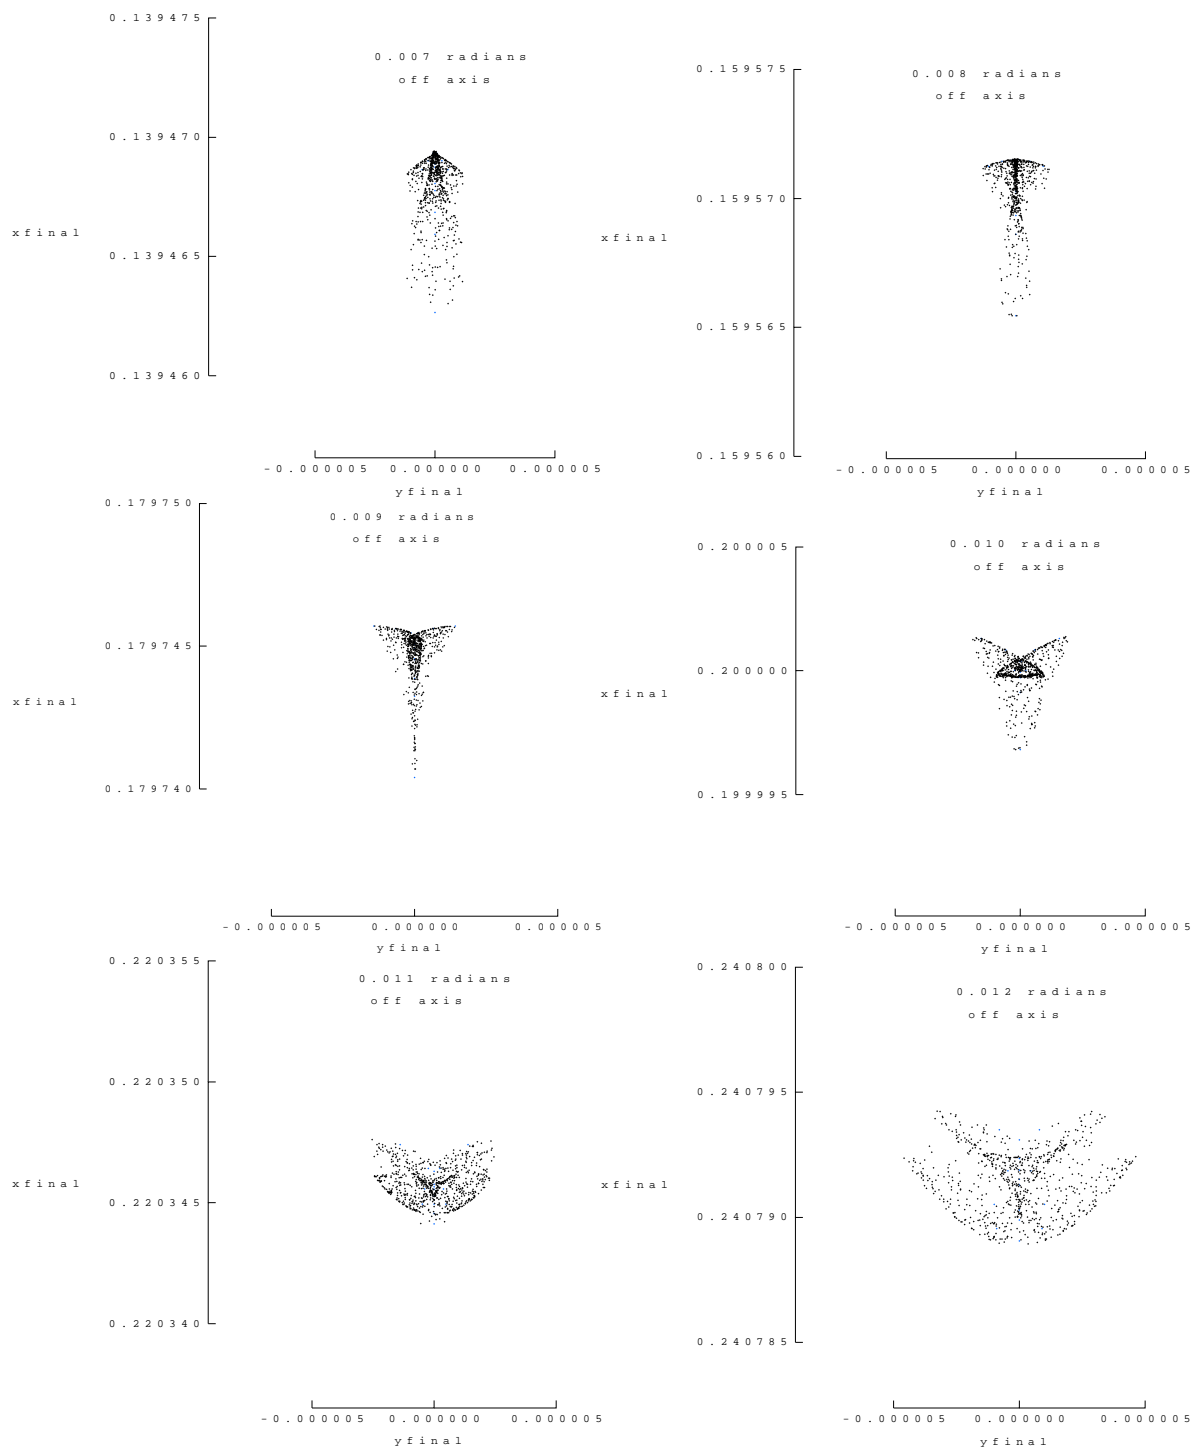 0.139475
0.007 radians
off axis
0.139470
xfinal
0.139465
0.139460
-0.000005 0.000000 0.000005
yfinal
0.159575
0.008 radians
off axis
0.159570
xfinal
0.159565
0.159560
-0.000005 0.000000 0.000005
yfinal
0.179750
0.009 radians
off axis
0.179745
xfinal
0.179740
-0.000005 0.000000 0.000005
yfinal
0.200005
0.010 radians
off axis
0.200000
xfinal
0.199995
-0.000005 0.000000 0.000005
yfinal
0.220355
0.011 radians
off axis
0.220350
xfinal
0.220345
0.220340
-0.000005 0.000000 0.000005
yfinal
0.240800
0.012 radians
off axis
0.240795
xfinal
0.240790
0.240785
-0.000005 0.000000 0.000005
yfinal